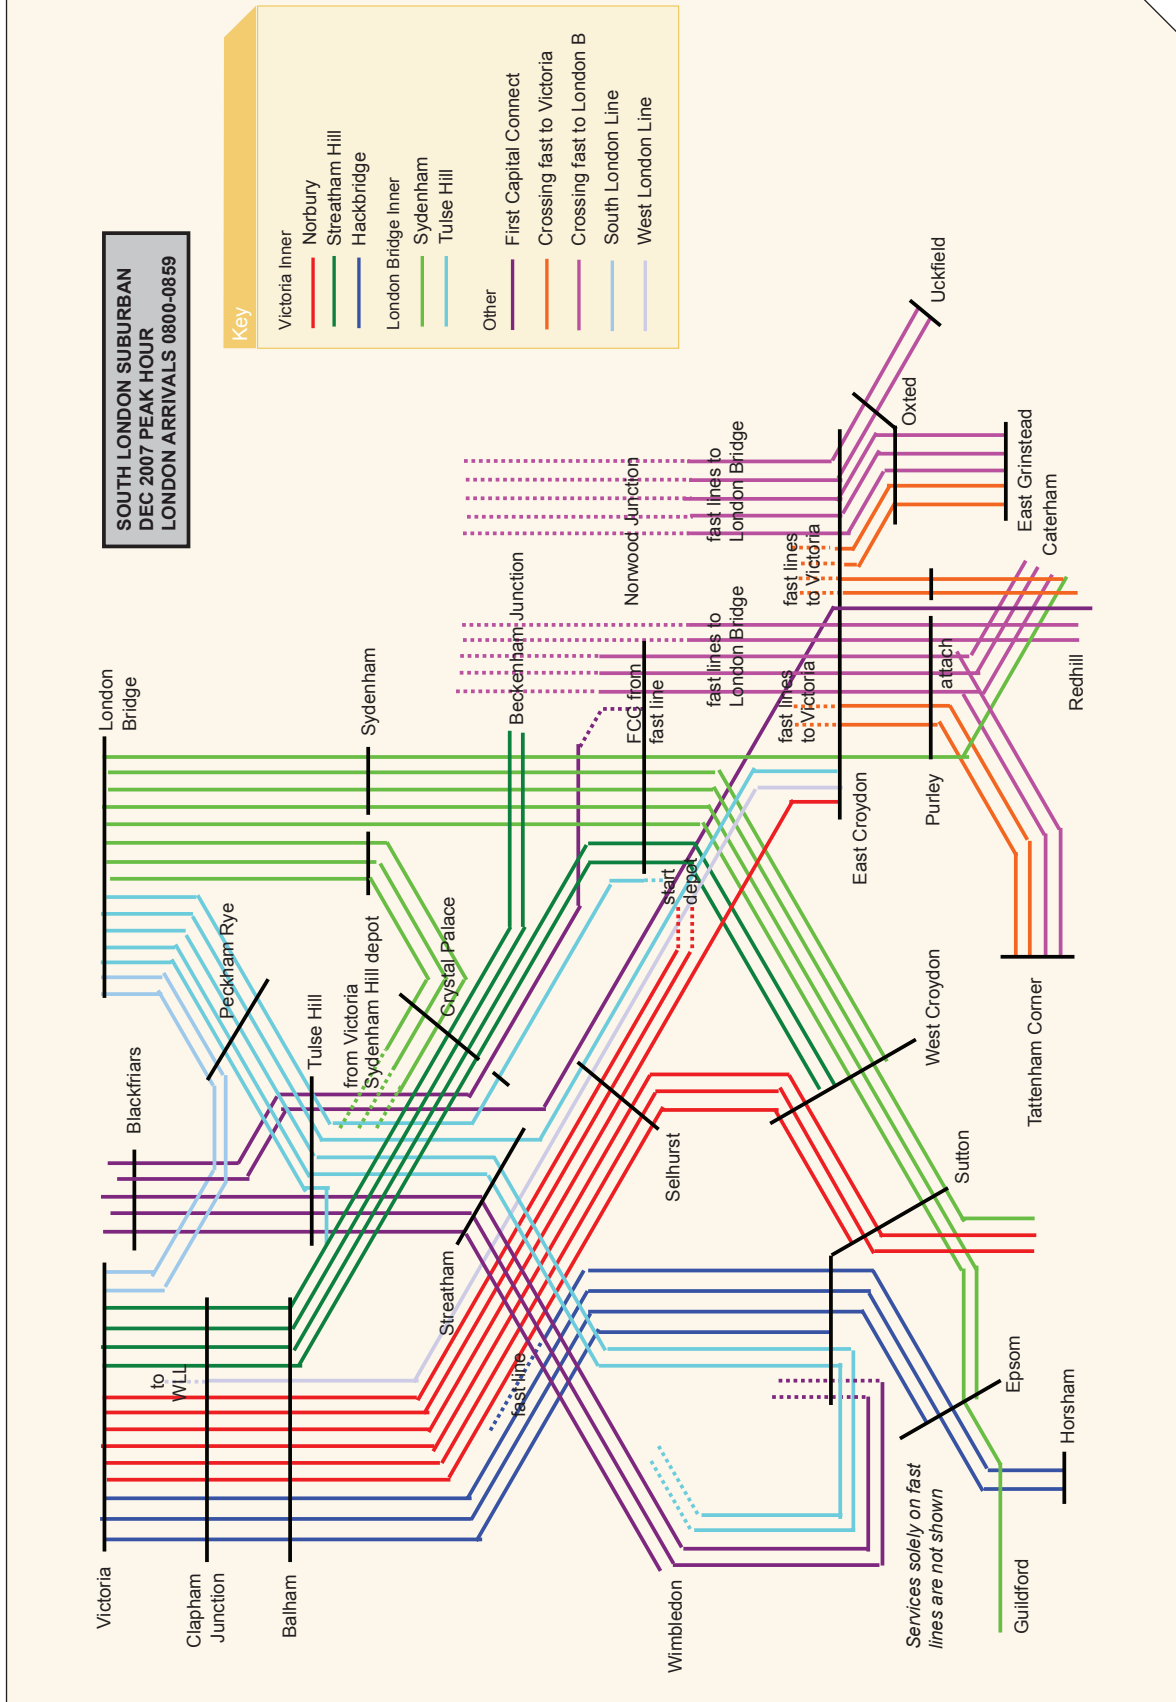 SOUTH LONDON SUBURBAN
DEC 2007 PEAK HOUR
LONDON ARRIVALS 0800-0859
Key
Victoria Inner
Norbury
Streatham Hill
Hackbridge
London Bridge Inner
Sydenham
Tulse Hill
Other
First Capital Connect
Crossing fast to Victoria
Crossing fast to London B
South London Line
West London Line
Victoria
Clapham
Junction
Balham
to
WLL
Blackfriars
London
Bridge
Peckham Rye
Tulse Hill
from Victoria
Sydenham Hill depot
Sydenham
Crystal Palace
Beckenham Junction
Streatham
fast line
Selhurst
start
depot
FCC from
fast line
Norwood Junction
fast lines to
London Bridge
fast lines to
London Bridge
fast lines
to Victoria
fast lines
to Victoria
East Croydon
West Croydon
Purley
attach
Oxted
Uckfield
East Grinstead
Caterham
Redhill
Tattenham Corner
Sutton
Epsom
Horsham
Guildford
Wimbledon
Services solely on fast
lines are not shown